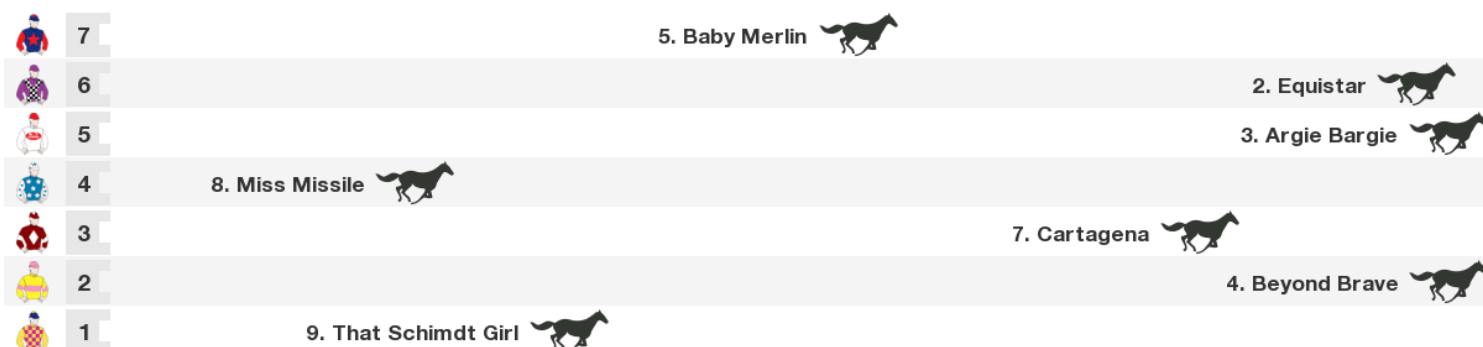 7 5. Baby Merlin
6 2. Equistar
5 3. Argie Bargie
4 8. Miss Missile
3 7. Cartagena
2 4. Beyond Brave
1 9. That Schimdt Girl